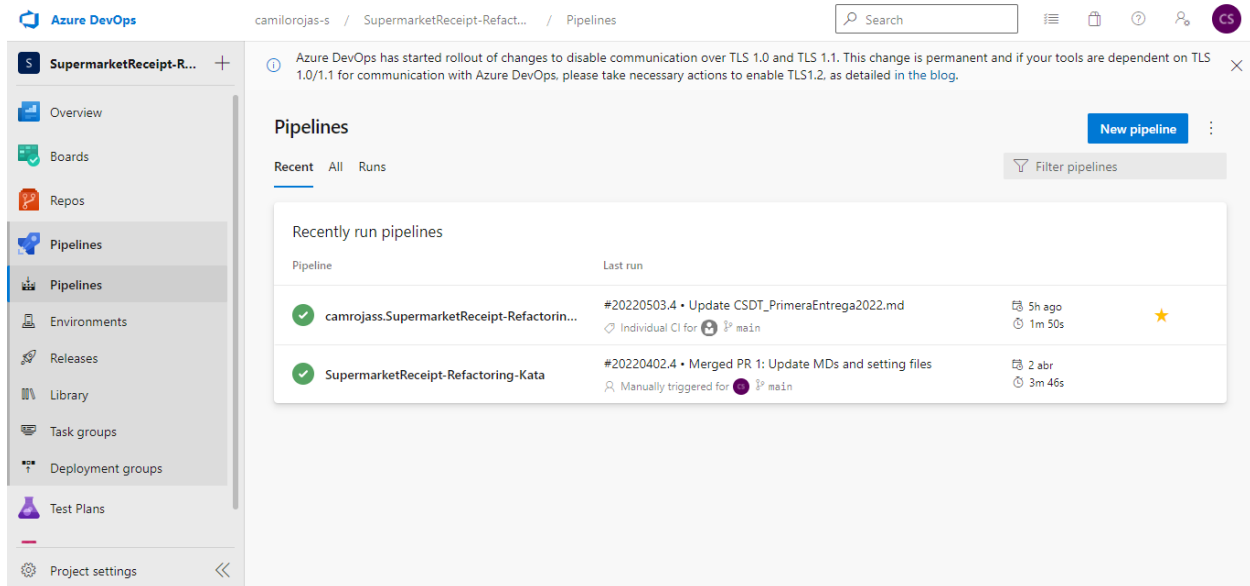 Azure DevOps
camilorojas-s / SupermarketReceipt-Refact... / Pipelines
Search
CS
S SupermarketReceipt-R...
Azure DevOps has started rollout of changes to disable communication over TLS 1.0 and TLS 1.1. This change is permanent and if your tools are dependent on TLS
1.0/1.1 for communication with Azure DevOps, please take necessary actions to enable TLS1.2, as detailed in the blog.
Overview
Boards
Repos
Pipelines
Pipelines
Environments
Releases
Library
Task groups
Deployment groups
Test Plans
Project settings
Pipelines
New pipeline
Recent All Runs
Filter pipelines
Recently run pipelines
Pipeline Last run
camrojass.SupermarketReceipt-Refactorin...
#20220503.4 • Update CSDT_PrimeraEntrega2022.md
Individual CI for main
5h ago
1m 50s
SupermarketReceipt-Refactoring-Kata
#20220402.4 • Merged PR 1: Update MDs and setting files
Manually triggered for CS main
2 abr
3m 46s